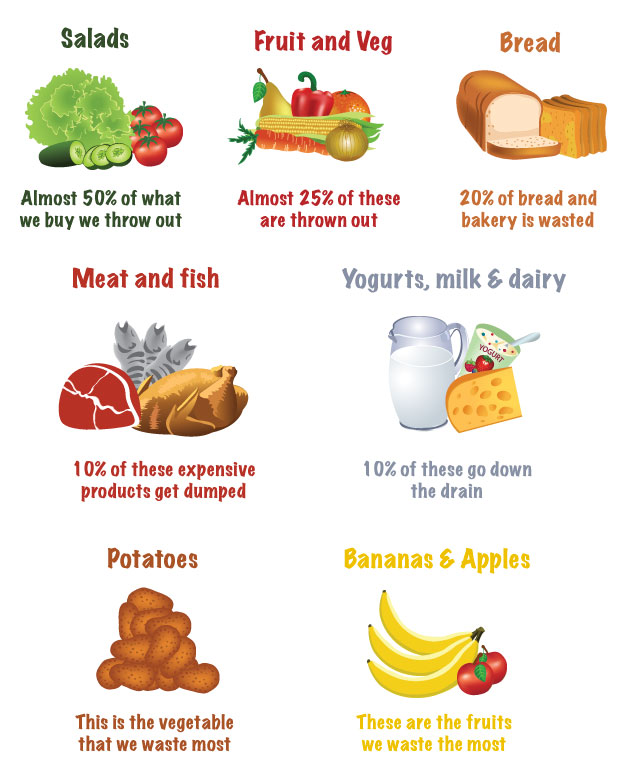 Salads
Fruit and Veg
Bread
Almost 50% of what
we buy we throw out
Almost 25% of these
are thrown out
20% of bread and
bakery is wasted
Meat and fish
Yogurts, milk & dairy
YOGURT
10% of these expensive
products get dumped
10% of these go down
the drain
Potatoes
Bananas & Apples
This is the vegetable
that we waste most
These are the fruits
we waste the most